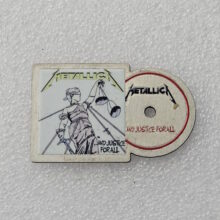 METALLICA
METALLICA
...AND JUSTICE
FOR ALL
...AND JUSTICE FOR ALL